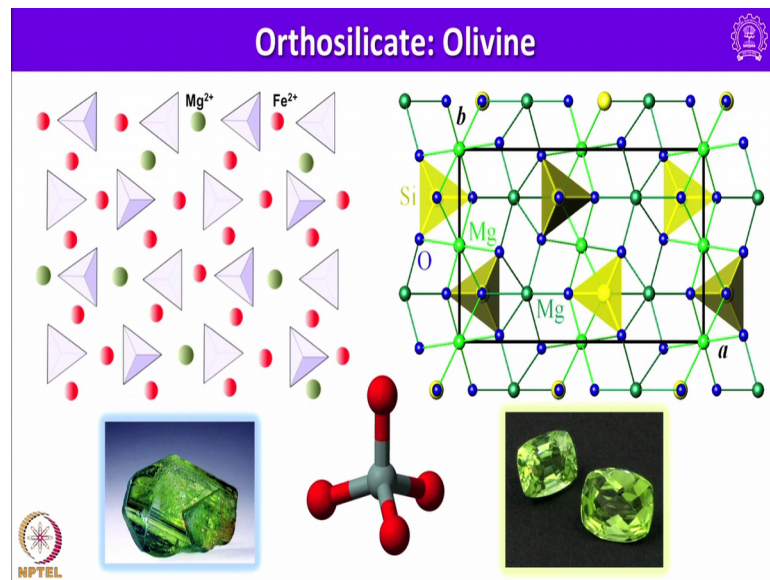 Orthosilicate: Olivine
Mg2+ Fe2+
b
Si
Mg
O
Mg
a
NPTEL